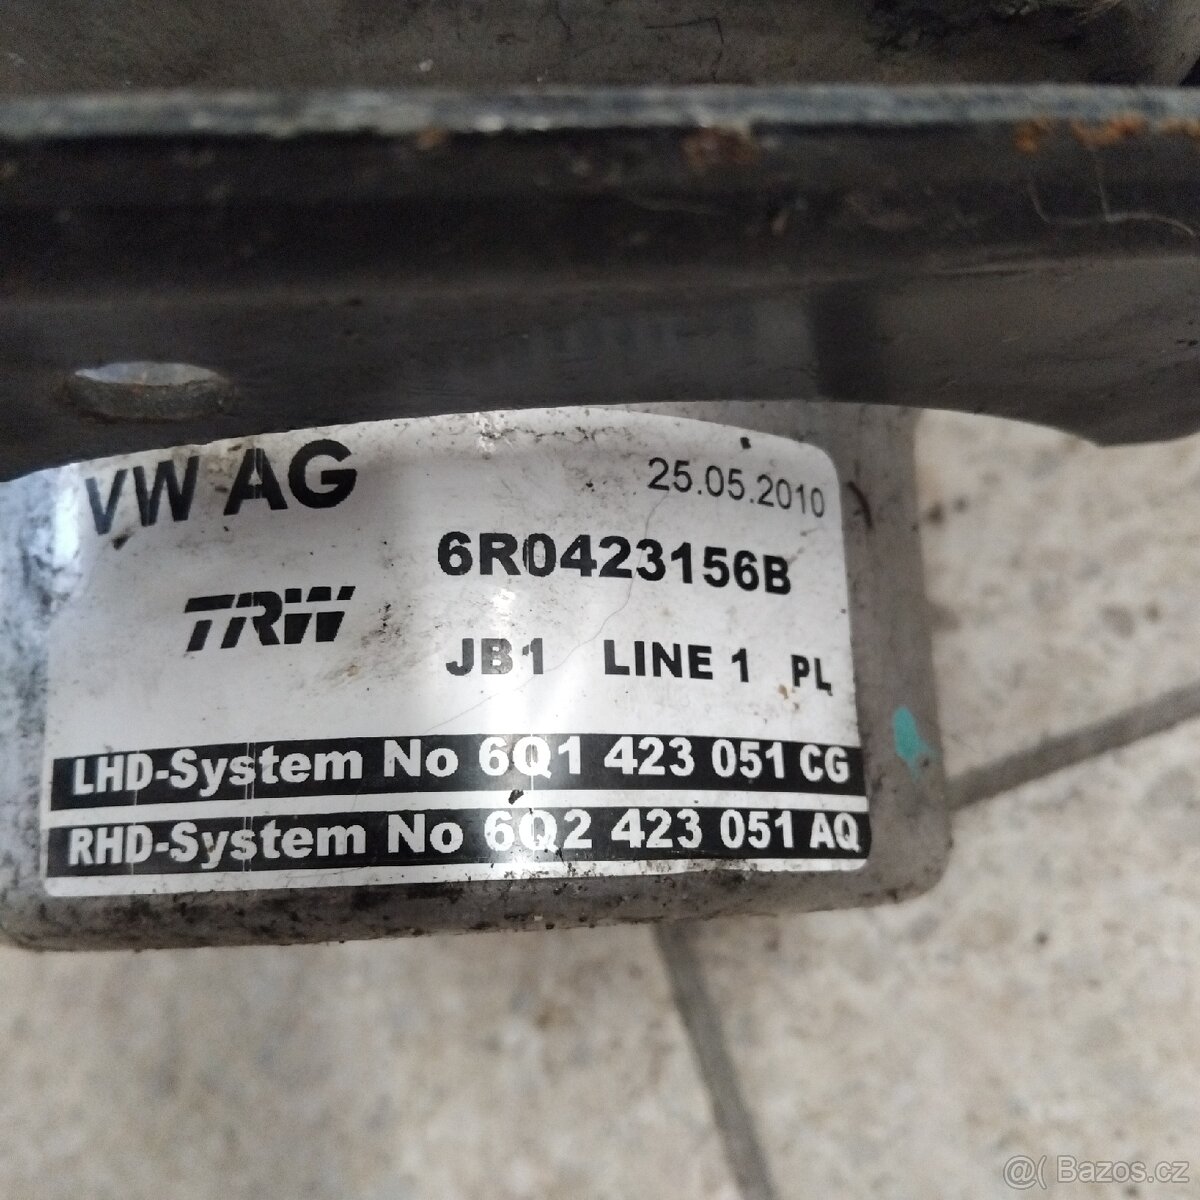 VW AG
25.05.2010
6R0423156B
TRW
JB1 LINE 1 PL
LHD-System No 6Q1 423 051 CG
RHD-System No 6Q2 423 051 AQ
@( Bazos.cz